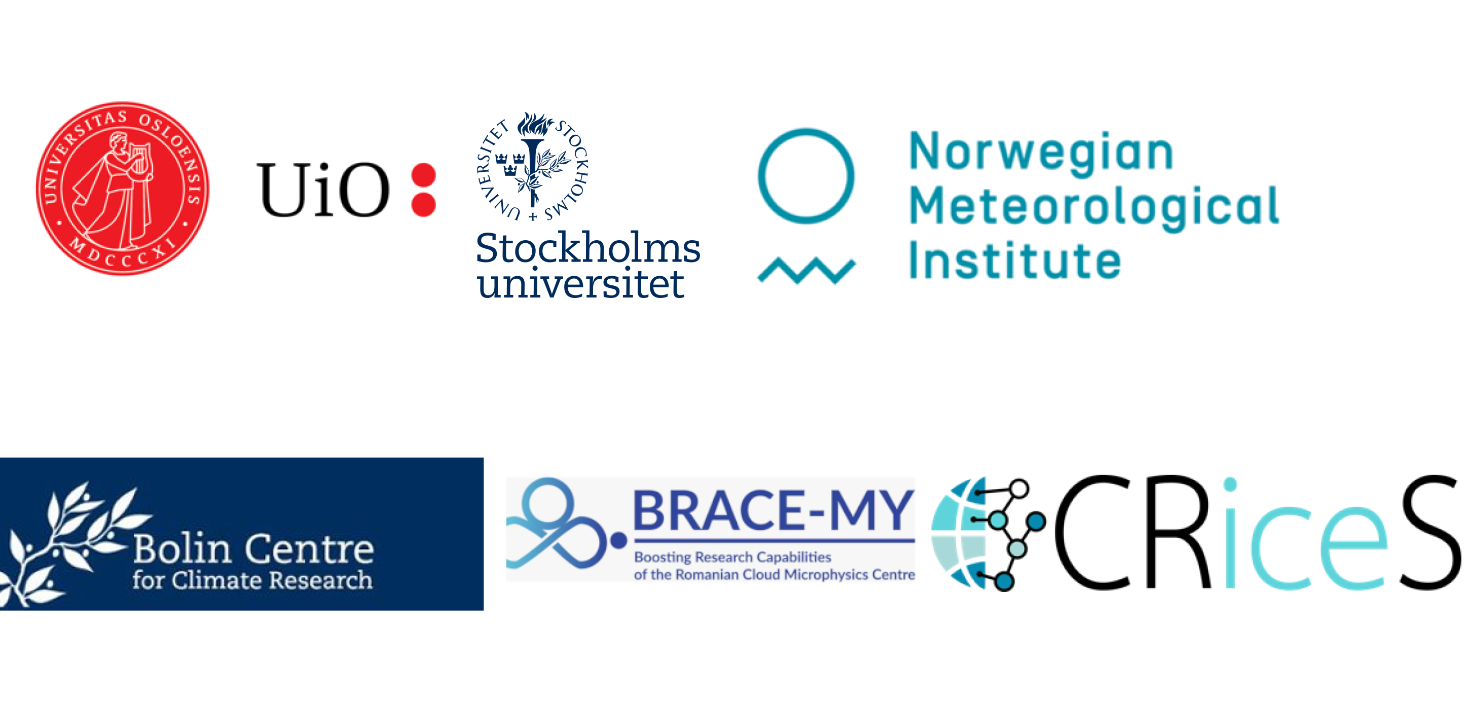 UNIVERSITAS OSLOENSIS
MDCCCXI
UiO
UNIVERSITET STOCKHOLMS
Stockholms
universitet
Norwegian
Meteorological
Institute
Bolin Centre
for Climate Research
BRACE-MY
Boosting Research Capabilities
of the Romanian Cloud Microphysics Centre
CRiceS